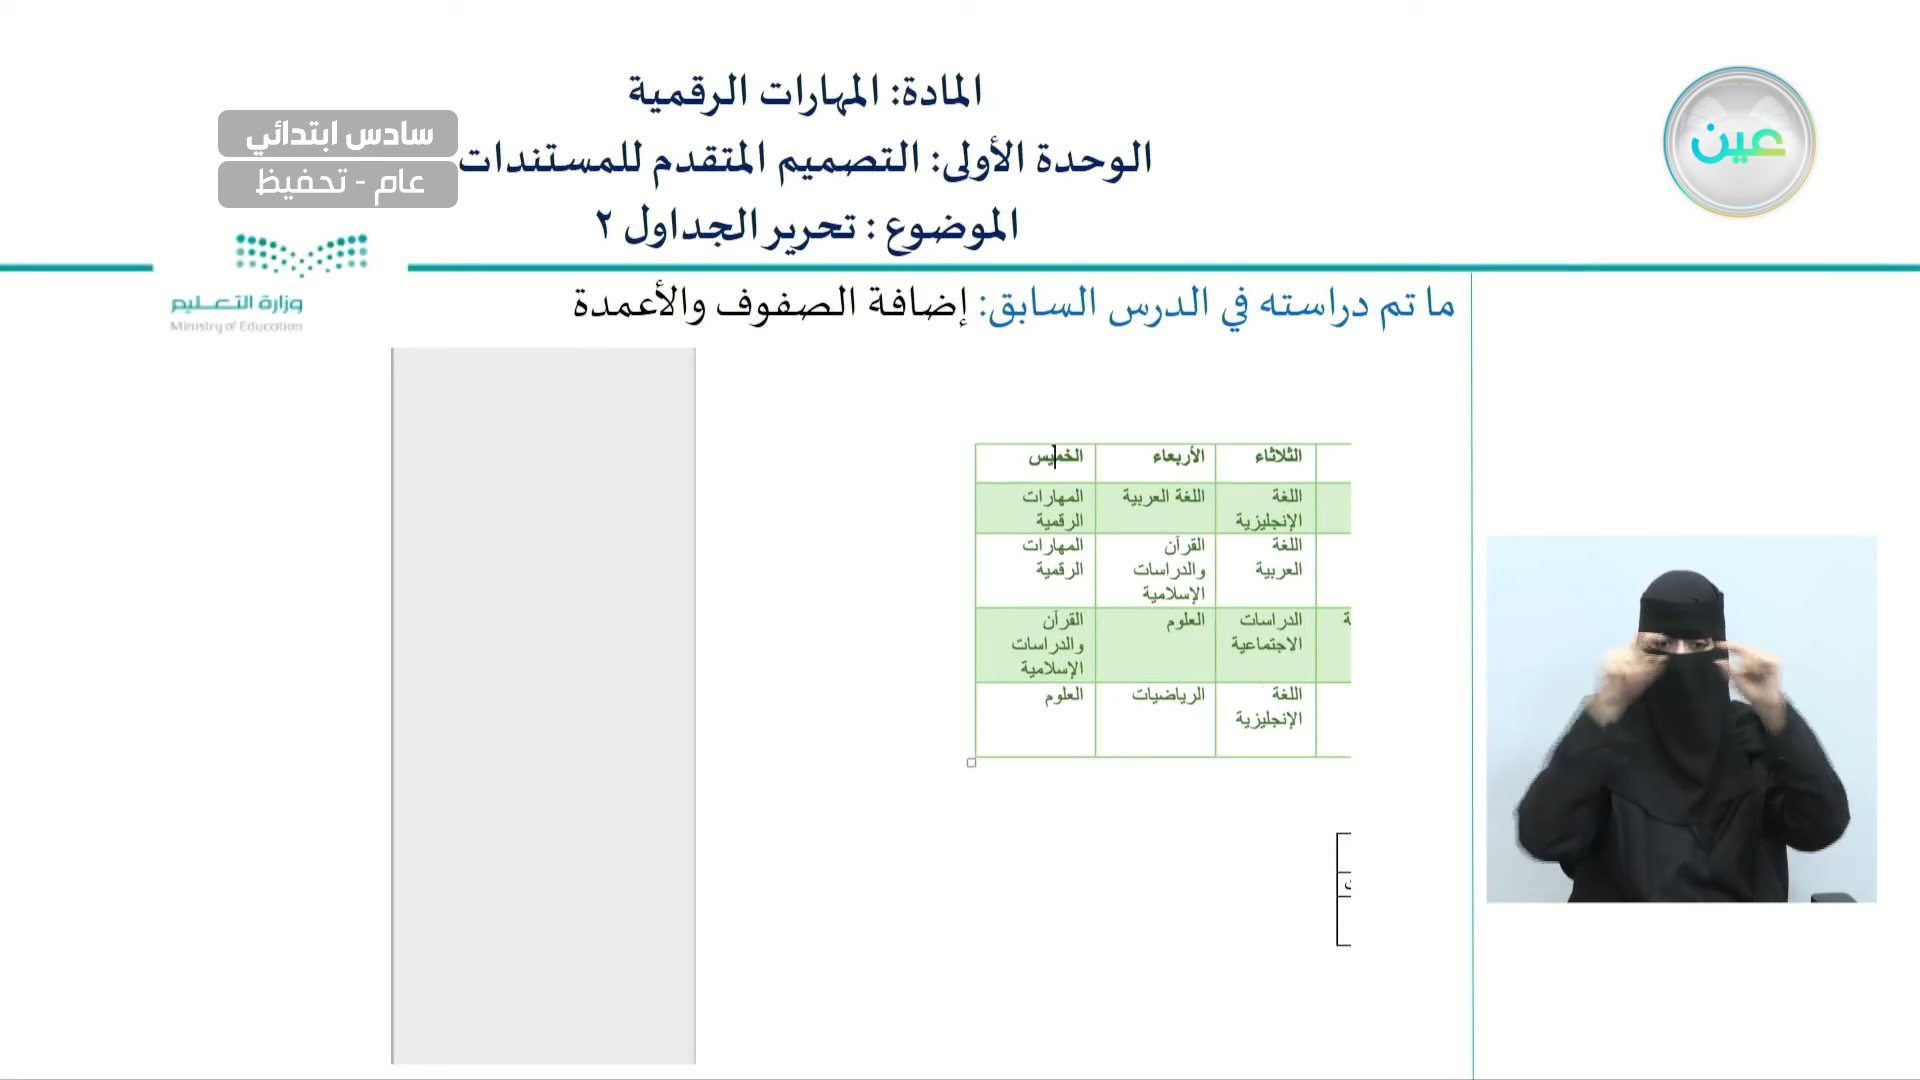 المادة: المهارات الرقمية
الوحدة الأولى: التصميم المتقدم للمستندات
الموضوع : تحرير الجداول ٢
عين
سادس ابتدائي
عام - تحفيظ
وزارة التعليم
Ministry of Education
ما تم دراسته في الدرس السابق: إضافة الصفوف والأعمدة
الثلاثاء الأربعاء الخميس
اللغة الإنجليزية اللغة العربية المهارات الرقمية
اللغة العربية القرآن والدراسات الإسلامية المهارات الرقمية
الدراسات الاجتماعية العلوم القرآن والدراسات الإسلامية
اللغة الإنجليزية الرياضيات العلوم